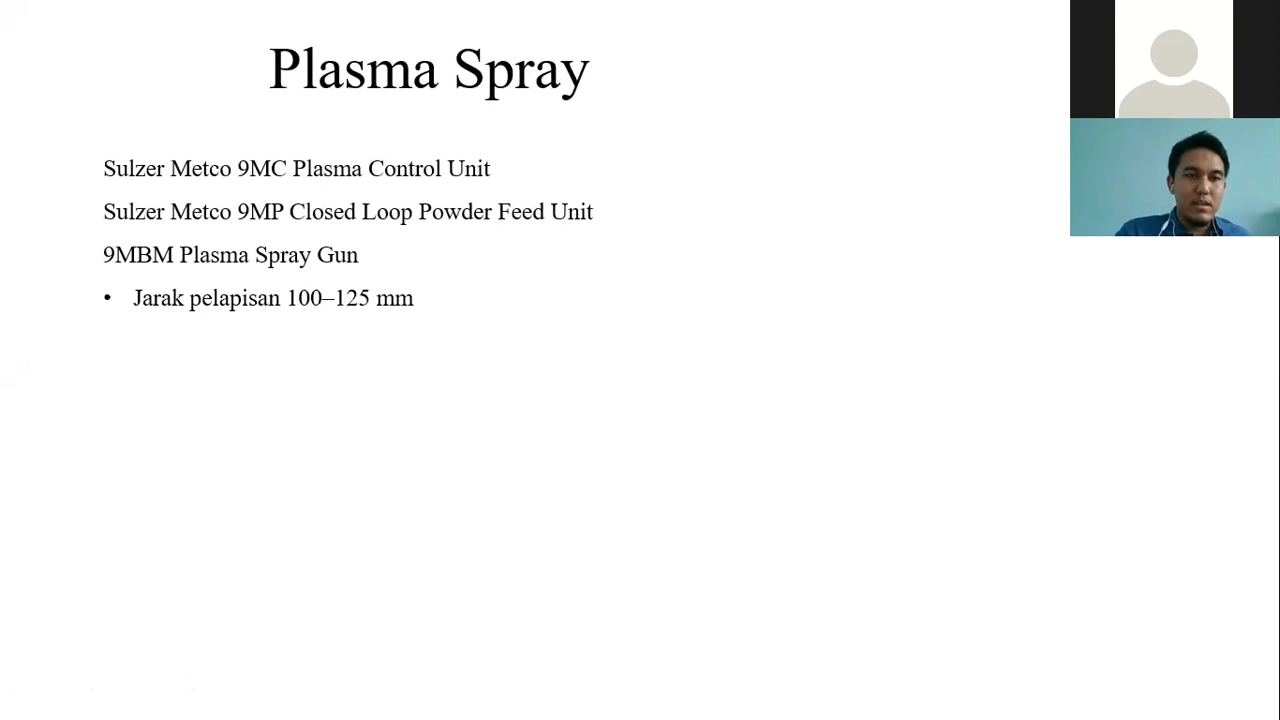 Plasma Spray
Sulzer Metco 9MC Plasma Control Unit
Sulzer Metco 9MP Closed Loop Powder Feed Unit
9MBM Plasma Spray Gun
• Jarak pelapisan 100–125 mm